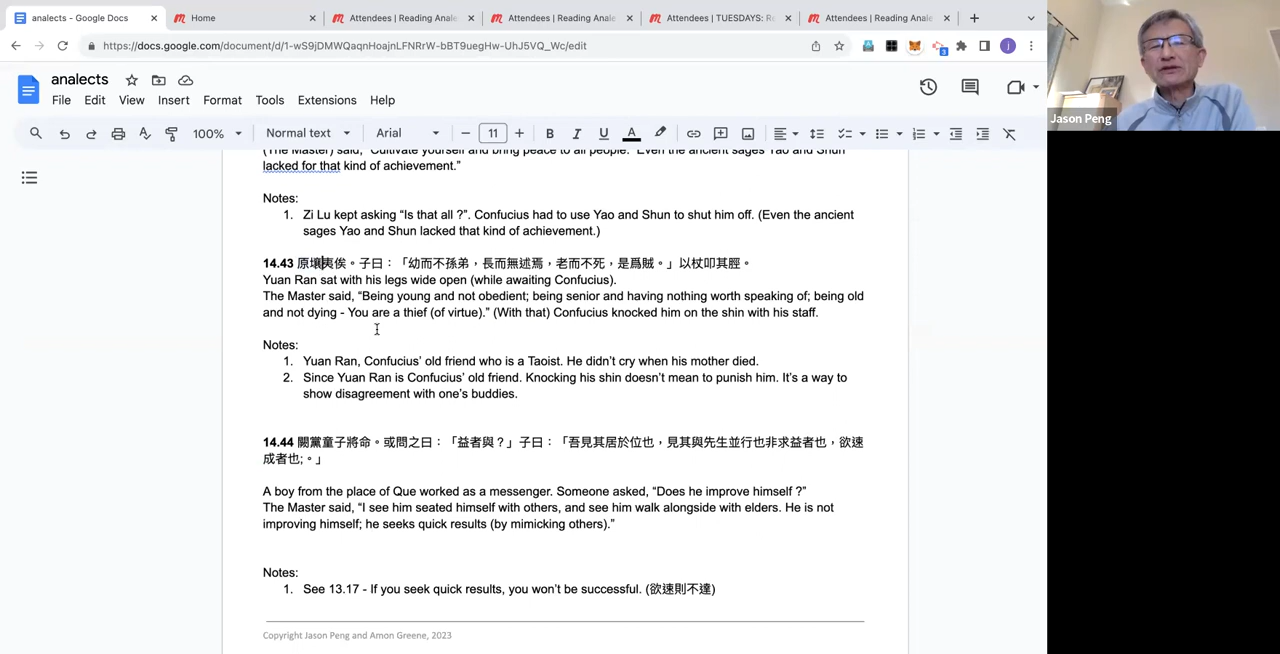 analects - Google Docs
Home
Attendees | Reading Anale
Attendees | Reading Anale
Attendees | TUESDAYS: R
Attendees | Reading Anale
https://docs.google.com/document/d/1-wS9jDMWQaqnHoajnLFNRrW-bBT9ueqHw-UhJ5VQ_Wc/edit
3
j
analects
File Edit View Insert Format Tools Extensions Help
100% Normal text Arial 11 B I U A
Jason Peng
(The Master) said, "Cultivate yourself and bring peace to all people." Even the ancient sages Yao and Shun
lacked for that kind of achievement."
Notes:
1. Zi Lu kept asking "Is that all ?". Confucius had to use Yao and Shun to shut him off. (Even the ancient
sages Yao and Shun lacked that kind of achievement.)
14.43 原壤夷俟。子曰：「幼而不孫弟，長而無述焉，老而不死，是爲賊。」以杖叩其脛。
Yuan Ran sat with his legs wide open (while awaiting Confucius).
The Master said, "Being young and not obedient; being senior and having nothing worth speaking of; being old
and not dying - You are a thief (of virtue)." (With that) Confucius knocked him on the shin with his staff.
Notes:
1. Yuan Ran, Confucius' old friend who is a Taoist. He didn't cry when his mother died.
2. Since Yuan Ran is Confucius' old friend. Knocking his shin doesn't mean to punish him. It's a way to
show disagreement with one's buddies.
14.44 闕黨童子將命。或問之曰：「益者與？」子曰：「吾見其居於位也，見其與先生並行也非求益者也，欲速
成者也;。」
A boy from the place of Que worked as a messenger. Someone asked, "Does he improve himself ?"
The Master said, "I see him seated himself with others, and see him walk alongside with elders. He is not
improving himself; he seeks quick results (by mimicking others)."
Notes:
1. See 13.17 - If you seek quick results, you won't be successful. (欲速則不達)
Copyright Jason Peng and Amon Greene, 2023